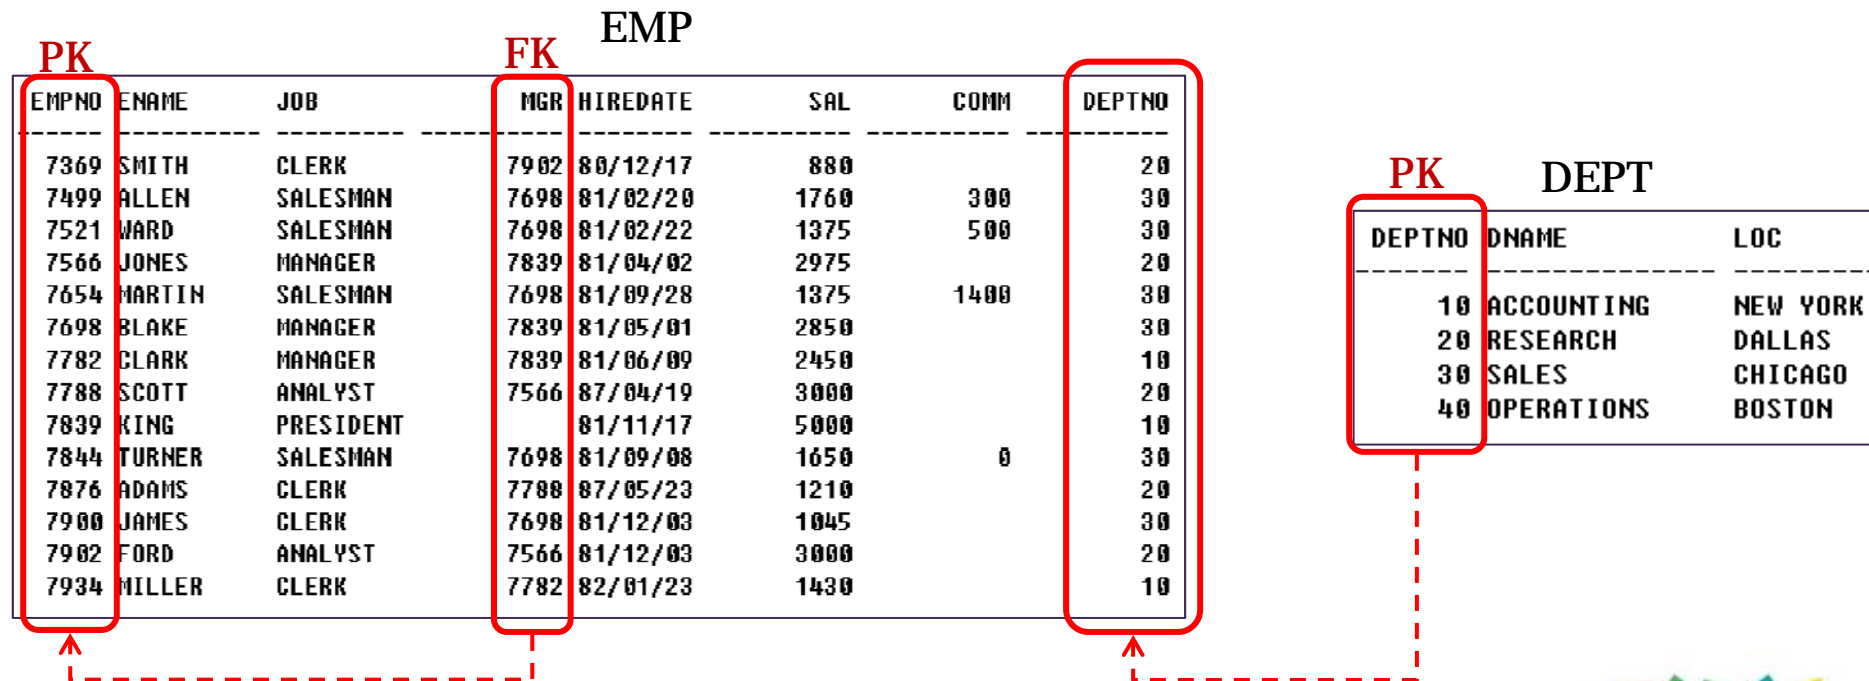 EMP
PK FK
EMPNO ENAME JOB MGR HIREDATE SAL COMM DEPTNO
------ ---------- --------- ---------- -------- ---------- ---------- ----------
7369 SMITH CLERK 7902 80/12/17 880 20
7499 ALLEN SALESMAN 7698 81/02/20 1760 300 30
7521 WARD SALESMAN 7698 81/02/22 1375 500 30
7566 JONES MANAGER 7839 81/04/02 2975 20
7654 MARTIN SALESMAN 7698 81/09/28 1375 1400 30
7698 BLAKE MANAGER 7839 81/05/01 2850 30
7782 CLARK MANAGER 7839 81/06/09 2450 10
7788 SCOTT ANALYST 7566 87/04/19 3000 20
7839 KING PRESIDENT 81/11/17 5000 10
7844 TURNER SALESMAN 7698 81/09/08 1650 0 30
7876 ADAMS CLERK 7788 87/05/23 1210 20
7900 JAMES CLERK 7698 81/12/03 1045 30
7902 FORD ANALYST 7566 81/12/03 3000 20
7934 MILLER CLERK 7782 82/01/23 1430 10
PK DEPT
DEPTNO DNAME LOC
------- -------------- ---------
10 ACCOUNTING NEW YORK
20 RESEARCH DALLAS
30 SALES CHICAGO
40 OPERATIONS BOSTON